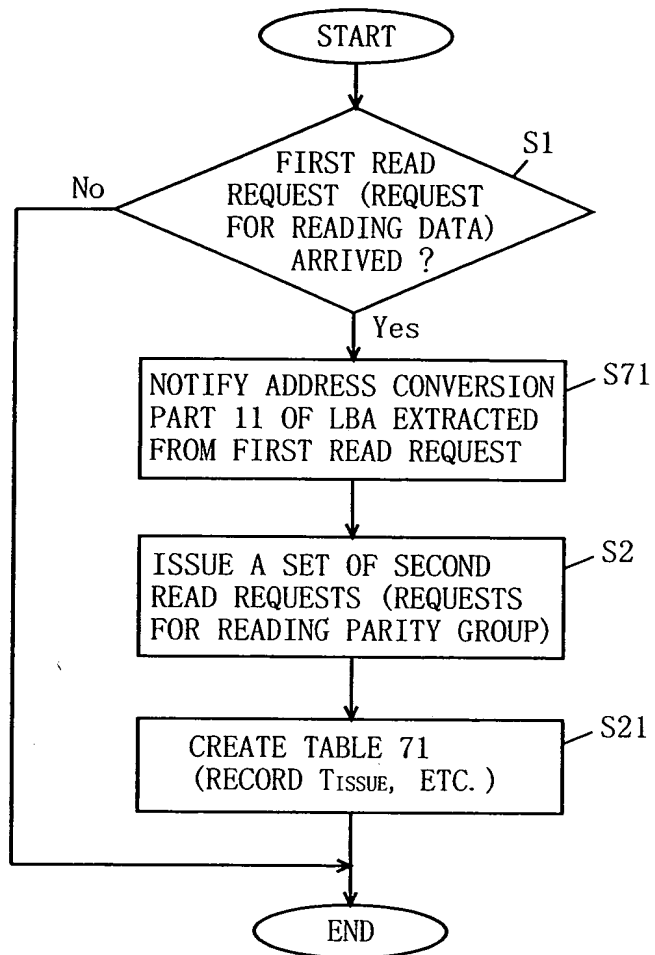 START
S1
FIRST READ
REQUEST (REQUEST
FOR READING DATA)
ARRIVED ?
No
Yes
S71
NOTIFY ADDRESS CONVERSION
PART 11 OF LBA EXTRACTED
FROM FIRST READ REQUEST
S2
ISSUE A SET OF SECOND
READ REQUESTS (REQUESTS
FOR READING PARITY GROUP)
S21
CREATE TABLE 71
(RECORD TISSUE, ETC.)
END